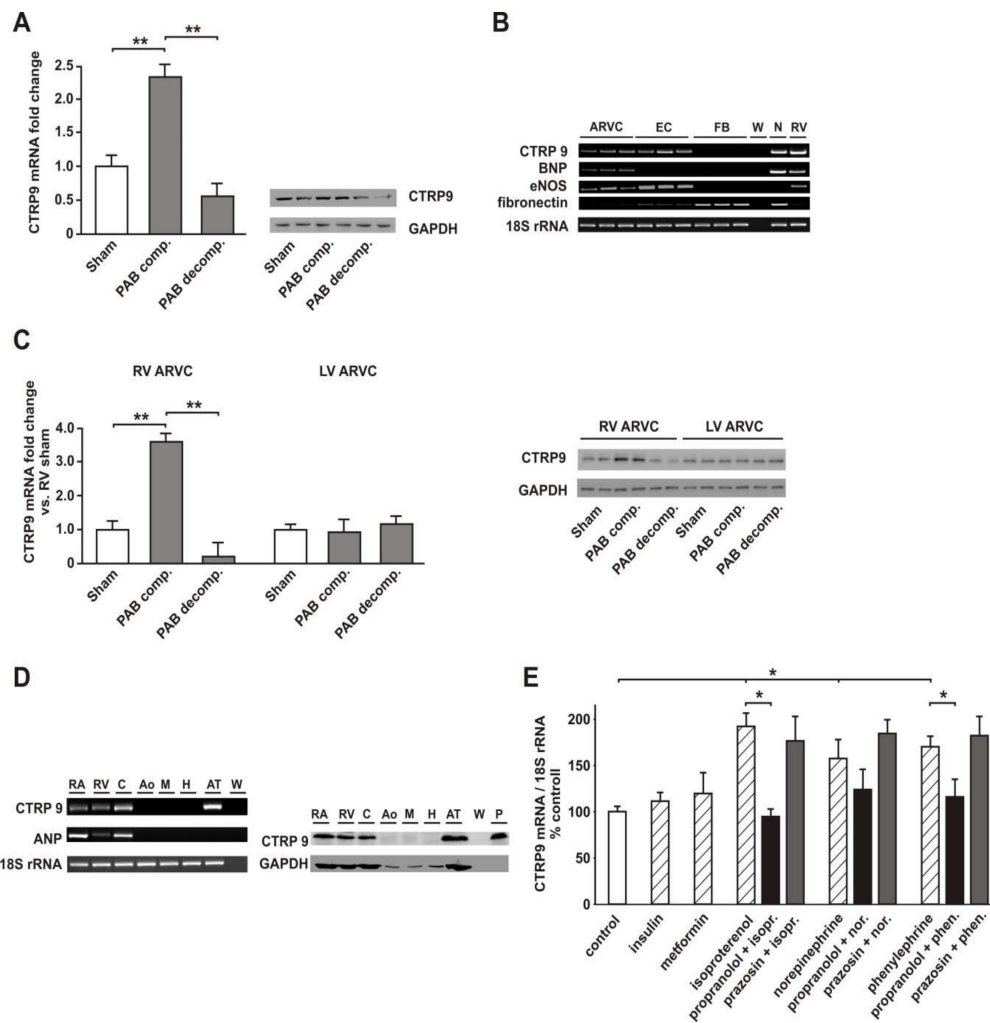 A
** **
CTRP9 mRNA fold change
2.5
2.0
1.0
0.5
0
Sham
PAB comp.
PAB decomp.
CTRP9
GAPDH
Sham
PAB comp.
PAB decomp.
B
ARVC EC FB W N RV
CTRP 9
BNP
eNOS
fibronectin
18S rRNA
C
RV ARVC LV ARVC
** **
CTRP9 mRNA fold change
vs. RV sham
4.0
3.0
1.0
0
Sham
PAB comp.
PAB decomp.
Sham
PAB comp.
PAB decomp.
RV ARVC LV ARVC
CTRP9
GAPDH
Sham
PAB comp.
PAB decomp.
Sham
PAB comp.
PAB decomp.
D
RA RV C Ao M H AT W
CTRP 9
ANP
18S rRNA
RA RV C Ao M H AT W P
CTRP 9
GAPDH
E
*
* *
CTRP9 mRNA / 18S rRNA
% controll
200
150
100
50
0
control
insulin
metformin
isoproterenol
propranolol + isopr.
prazosin + isopr.
norepinephrine
propranolol + nor.
prazosin + nor.
phenylephrine
propranolol + phen.
prazosin + phen.